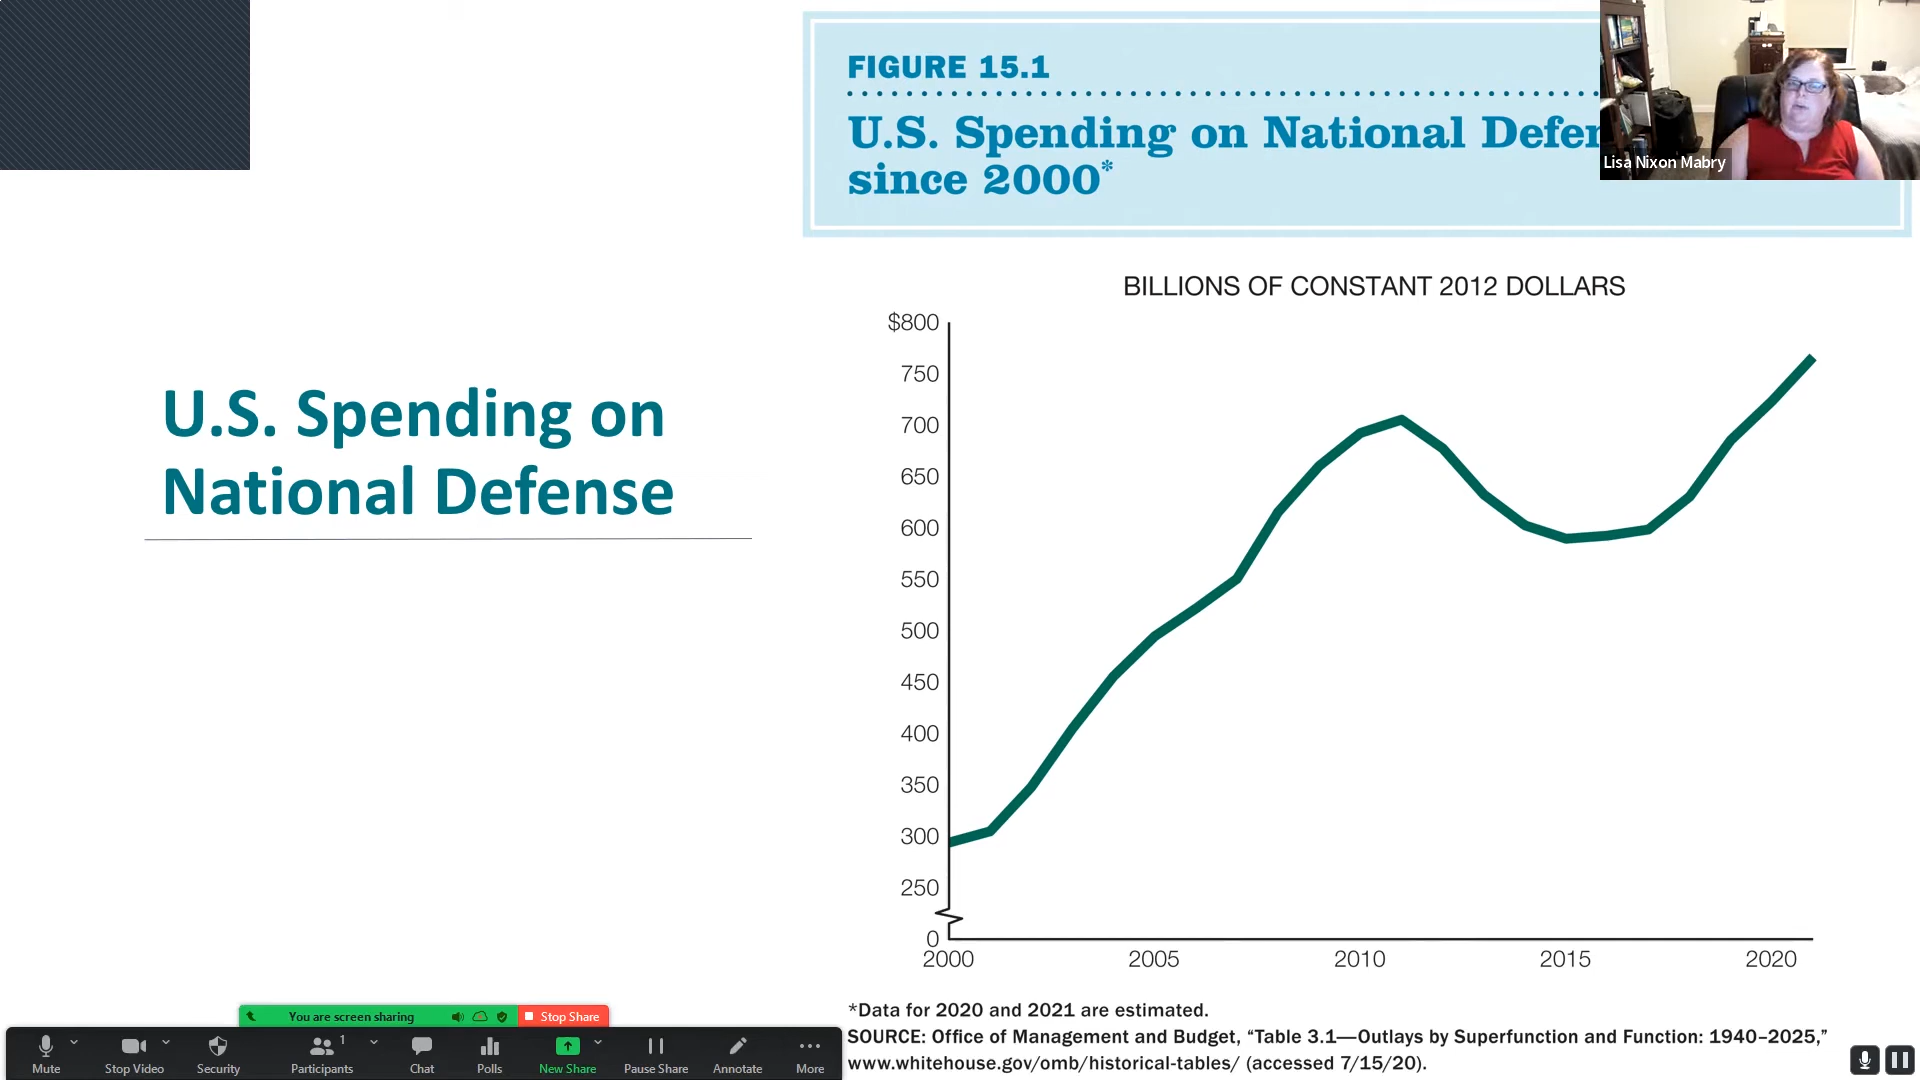 FIGURE 15.1
U.S. Spending on National Defen
since 2000*
Lisa Nixon Mabry
U.S. Spending on
National Defense
BILLIONS OF CONSTANT 2012 DOLLARS
$800
750
700
650
600
550
500
450
400
350
300
250
0
2000 2005 2010 2015 2020
*Data for 2020 and 2021 are estimated.
SOURCE: Office of Management and Budget, “Table 3.1—Outlays by Superfunction and Function: 1940–2025,”
www.whitehouse.gov/omb/historical-tables/ (accessed 7/15/20).
You are screen sharing Stop Share
1
Mute Stop Video Security Participants Chat Polls New Share Pause Share Annotate More